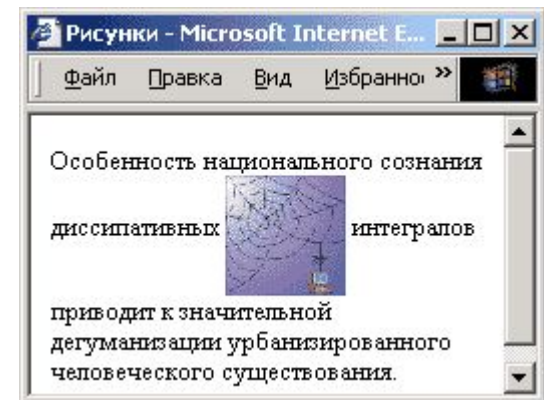 Рисунки - Microsoft Internet E...
Файл Правка Вид Избранно »
Особенность национального сознания
диссипативных интегралов
приводит к значительной
дегуманизации урбанизированного
человеческого существования.